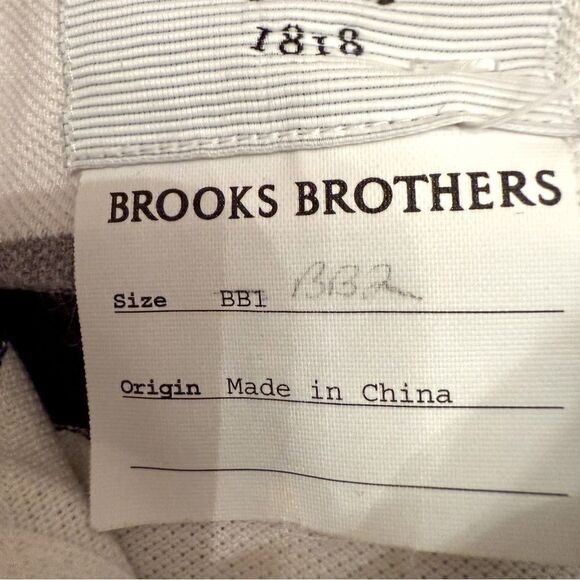 1818
BROOKS BROTHERS
Size BB1 BB2
Origin Made in China